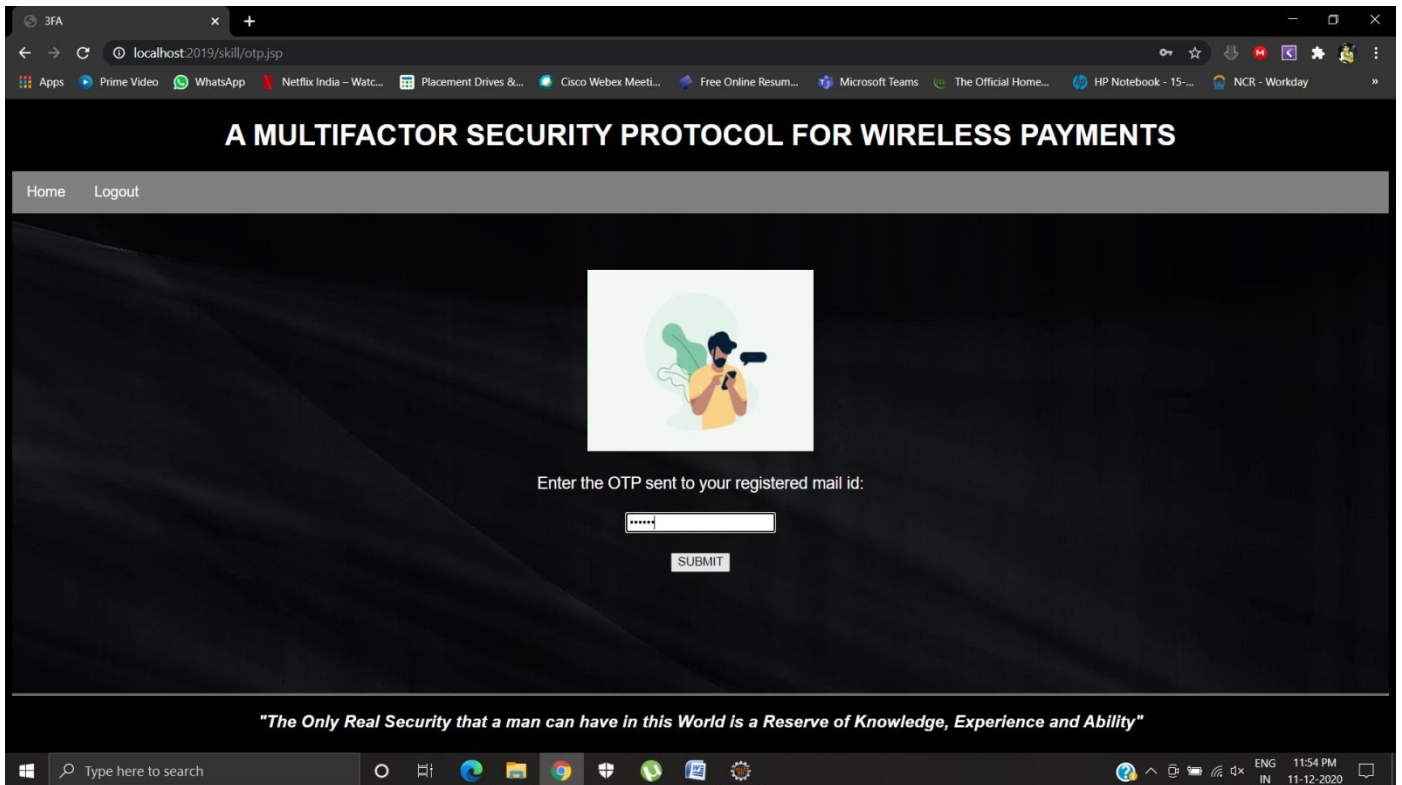 3FA
localhost:2019/skill/otp.jsp
Apps Prime Video WhatsApp Netflix India – Watc... Placement Drives &... Cisco Webex Meeti... Free Online Resum... Microsoft Teams The Official Home... HP Notebook - 15-... NCR - Workday »
A MULTIFACTOR SECURITY PROTOCOL FOR WIRELESS PAYMENTS
Home Logout
Enter the OTP sent to your registered mail id:
••••••
SUBMIT
"The Only Real Security that a man can have in this World is a Reserve of Knowledge, Experience and Ability"
Type here to search
ENG 11:54 PM
IN 11-12-2020